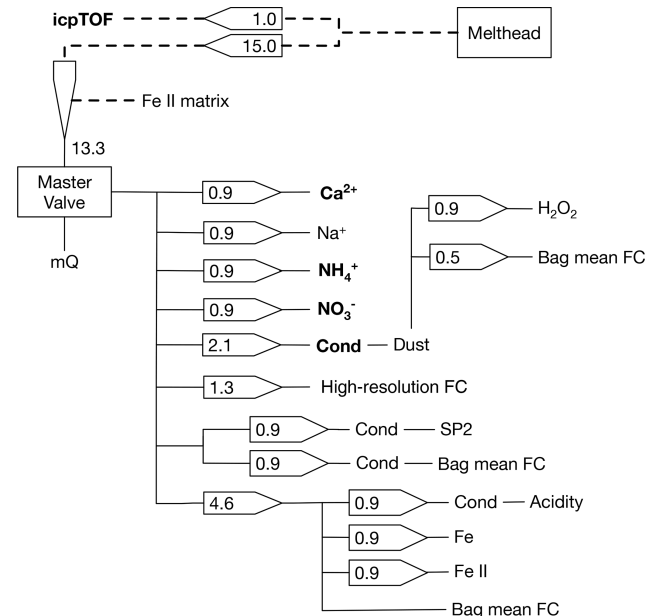 icpTOF
1.0
15.0
Melthead
Fe II matrix
13.3
Master
Valve
mQ
0.9
Ca²⁺
0.9
Na⁺
0.9
NH₄⁺
0.9
NO₃⁻
2.1
Cond
Dust
0.9
H₂O₂
0.5
Bag mean FC
1.3
High-resolution FC
0.9
Cond
SP2
0.9
Cond
Bag mean FC
4.6
0.9
Cond
Acidity
0.9
Fe
0.9
Fe II
Bag mean FC